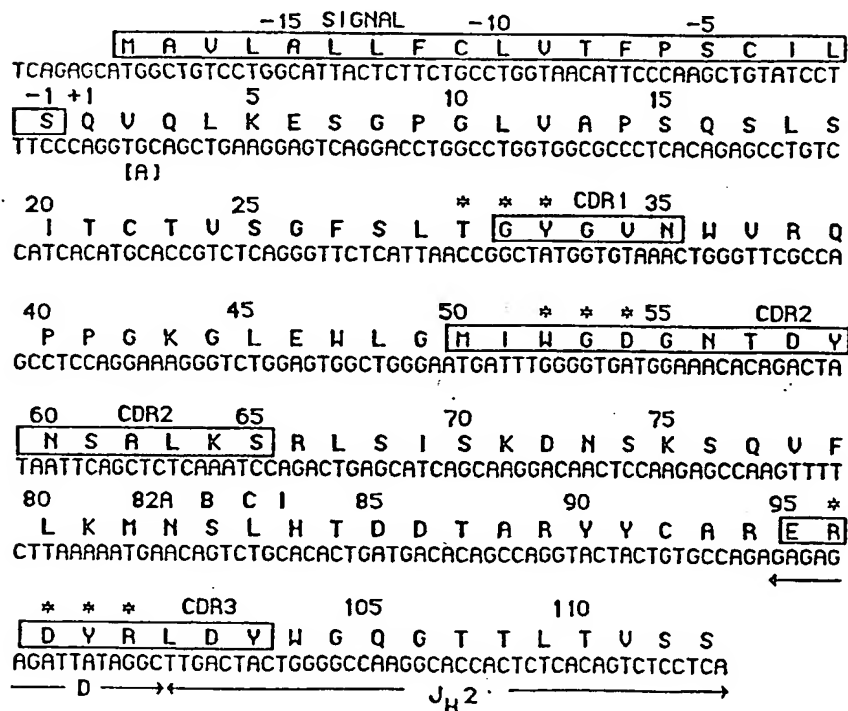 -15 SIGNAL -10 -5
M A V L A L L F C L V T F P S C I L
TCAGAGCATGGCTGTCCTGGCATTACTCTTCTGCCTGGTAACATTCCCAAGCTGTATCCT
-1 +1 5 10 15
S Q V Q L K E S G P G L V A P S Q S L S
TTCCCAGGTGCAGCTGAAGGAGTCAGGACCTGGCCTGGTGGCGCCCTCACAGAGCCTGTC
[A]
20 25 * * * CDR1 35
I T C T V S G F S L T G Y G V N W V R Q
CATCACATGCACCGTCTCAGGGTTCTCATTAACCGGCTATGGTGTAAACTGGGTTCGCCA
40 45 50 * * * 55 CDR2
P P G K G L E W L G M I W G D G N T D Y
GCCTCCAGGAAAGGGTCTGGAGTGGCTGGGAATGATTTGGGGTGATGGAAACACAGACTA
60 CDR2 65 70 75
N S A L K S R L S I S K D N S K S Q V F
TAATTCAGCTCTCAAATCCAGACTGAGCATCAGCAAGGACAACTCCAAGAGCCAAGTTTT
80 82A B C I 85 90 95 *
L K M N S L H T D D T A R Y Y C A R E R
CTTAAAAATGAACAGTCTGCACACTGATGACACAGCCAGGTACTACTGTGCCAGAGAGAG
* * * CDR3 105 110
D Y R L D Y W G Q G T T L T V S S
AGATTATAGGCTTGACTACTGGGGCCAAGGCACCACTCTCACAGTCTCCTCA
D J_H2